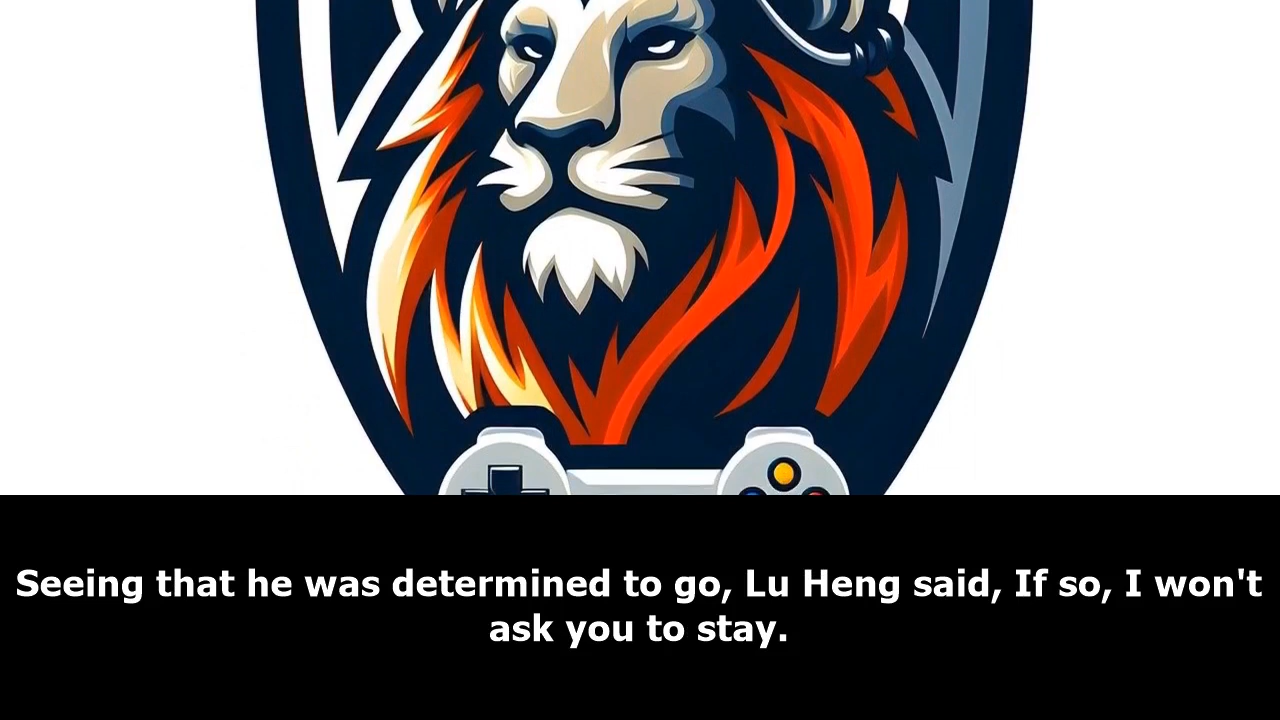 Seeing that he was determined to go, Lu Heng said, If so, I won't
ask you to stay.